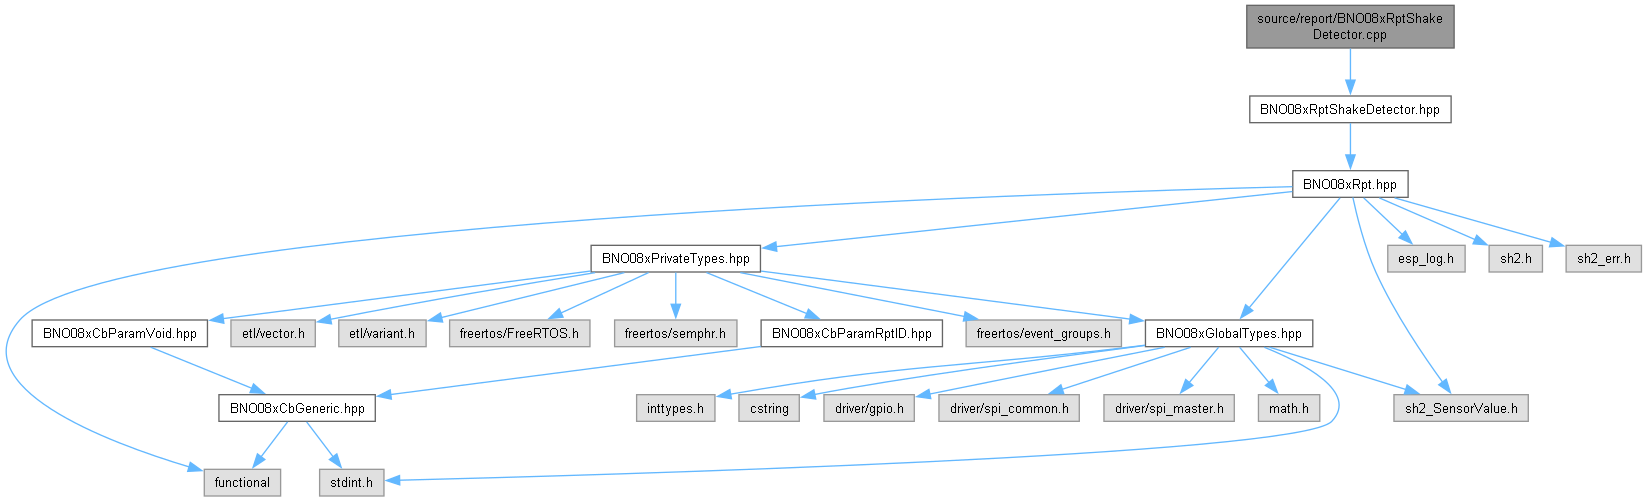 source/report/BNO08xRptShake
Detector.cpp
BNO08xRptShakeDetector.hpp
BNO08xRpt.hpp
BNO08xPrivateTypes.hpp
esp_log.h
sh2.h
sh2_err.h
BNO08xCbParamVoid.hpp
etl/vector.h
etl/variant.h
freertos/FreeRTOS.h
freertos/semphr.h
BNO08xCbParamRptID.hpp
freertos/event_groups.h
BNO08xGlobalTypes.hpp
BNO08xCbGeneric.hpp
inttypes.h
cstring
driver/gpio.h
driver/spi_common.h
driver/spi_master.h
math.h
sh2_SensorValue.h
functional
stdint.h